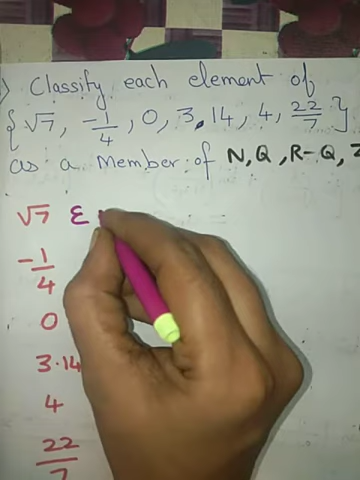 ) Classify each element of
{√7, -1/4, 0, 3.14, 4, 22/7}
as a Member of N, Q, R-Q, Z
√7 ε
-1/4
0
3.14
4
22/7